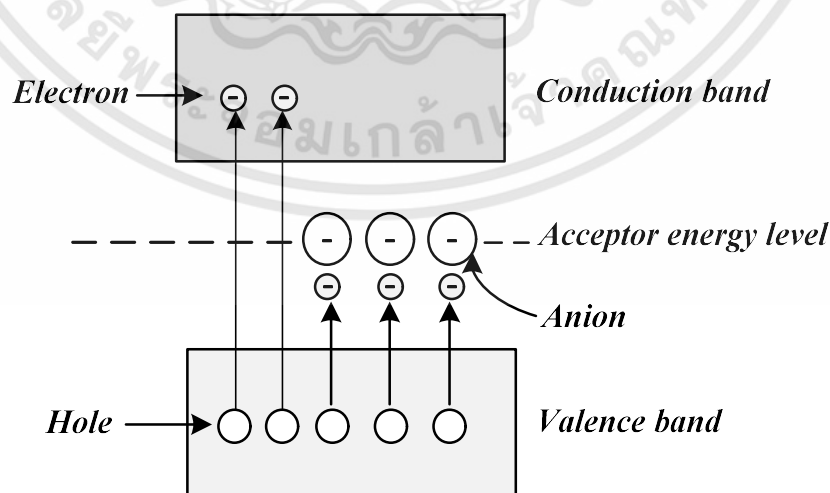 Electron
Conduction band
Acceptor energy level
Anion
Hole
Valence band